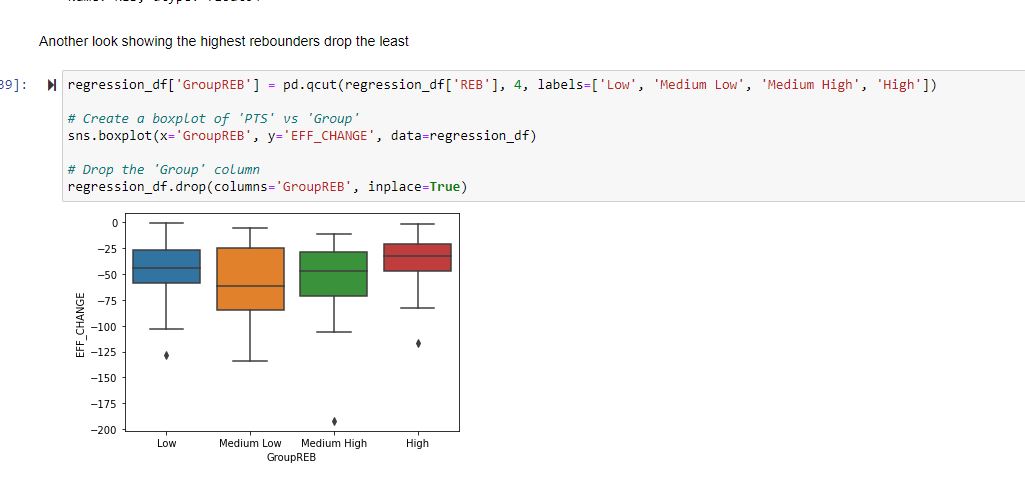 Another look showing the highest rebounders drop the least
39]:
regression_df['GroupREB'] = pd.qcut(regression_df['REB'], 4, labels=['Low', 'Medium Low', 'Medium High', 'High'])
# Create a boxplot of 'PTS' vs 'Group'
sns.boxplot(x='GroupREB', y='EFF_CHANGE', data=regression_df)
# Drop the 'Group' column
regression_df.drop(columns='GroupREB', inplace=True)
0
−25
−50
−75
−100
−125
−150
−175
−200
EFF_CHANGE
Low Medium Low Medium High High
GroupREB